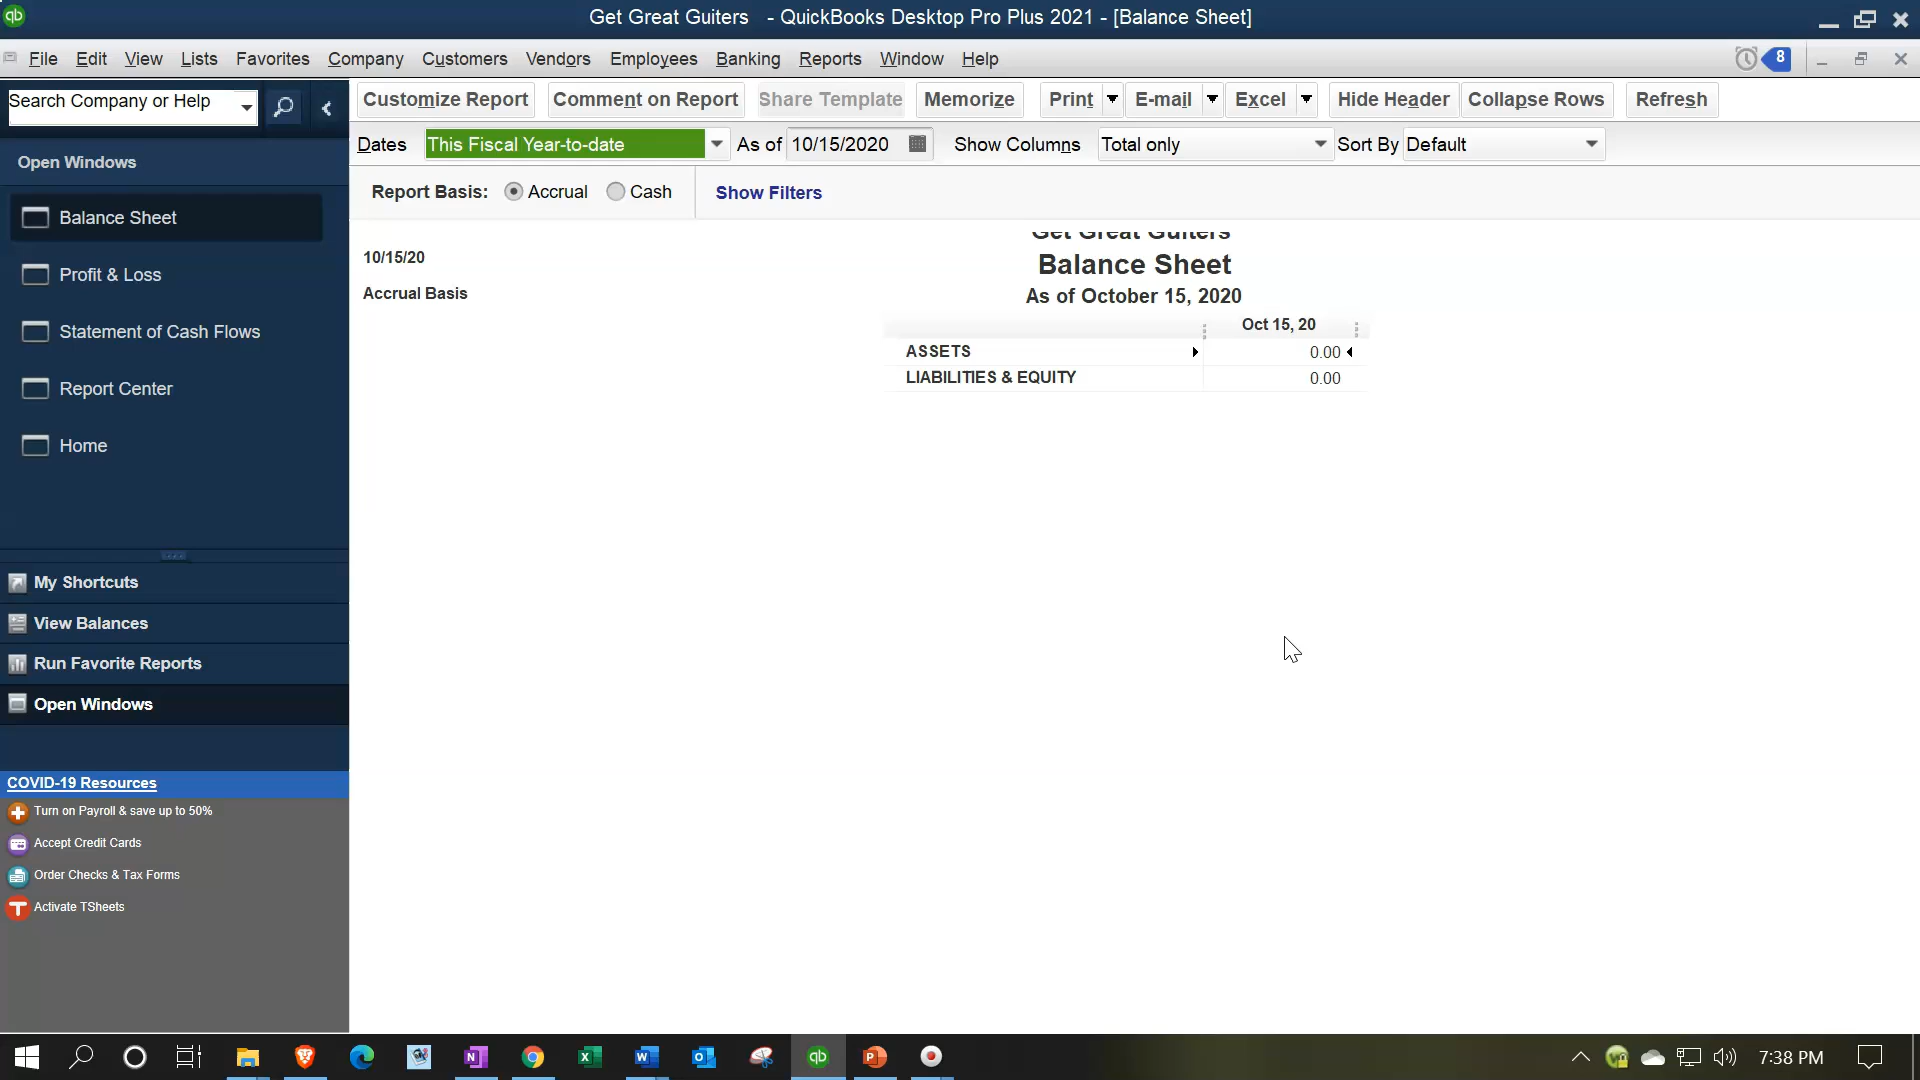 qb Get Great Guiters - QuickBooks Desktop Pro Plus 2021 - [Balance Sheet]
File Edit View Lists Favorites Company Customers Vendors Employees Banking Reports Window Help 8
Search Company or Help
Customize Report Comment on Report Share Template Memorize Print E-mail Excel Hide Header Collapse Rows Refresh
Dates This Fiscal Year-to-date As of 10/15/2020 Show Columns Total only Sort By Default
Report Basis: Accrual Cash Show Filters
Open Windows
Balance Sheet
Profit & Loss
Statement of Cash Flows
Report Center
Home
My Shortcuts
View Balances
Run Favorite Reports
Open Windows
COVID-19 Resources
Turn on Payroll & save up to 50%
Accept Credit Cards
Order Checks & Tax Forms
Activate TSheets
10/15/20
Accrual Basis
Get Great Guiters
Balance Sheet
As of October 15, 2020
Oct 15, 20
ASSETS 0.00
LIABILITIES & EQUITY 0.00
7:38 PM